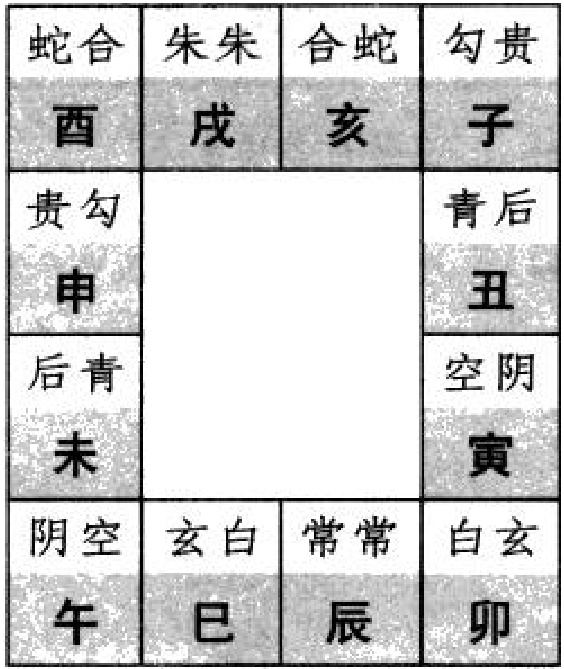 蛇合 朱朱 合蛇 勾贵
酉 戌 亥 子
贵勾 青后
申 丑
后青 空阴
未 寅
阴空 玄白 常常 白玄
午 巳 辰 卯